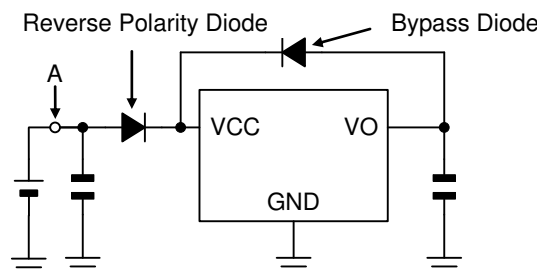 Reverse Polarity Diode
Bypass Diode
A
VCC
VO
GND